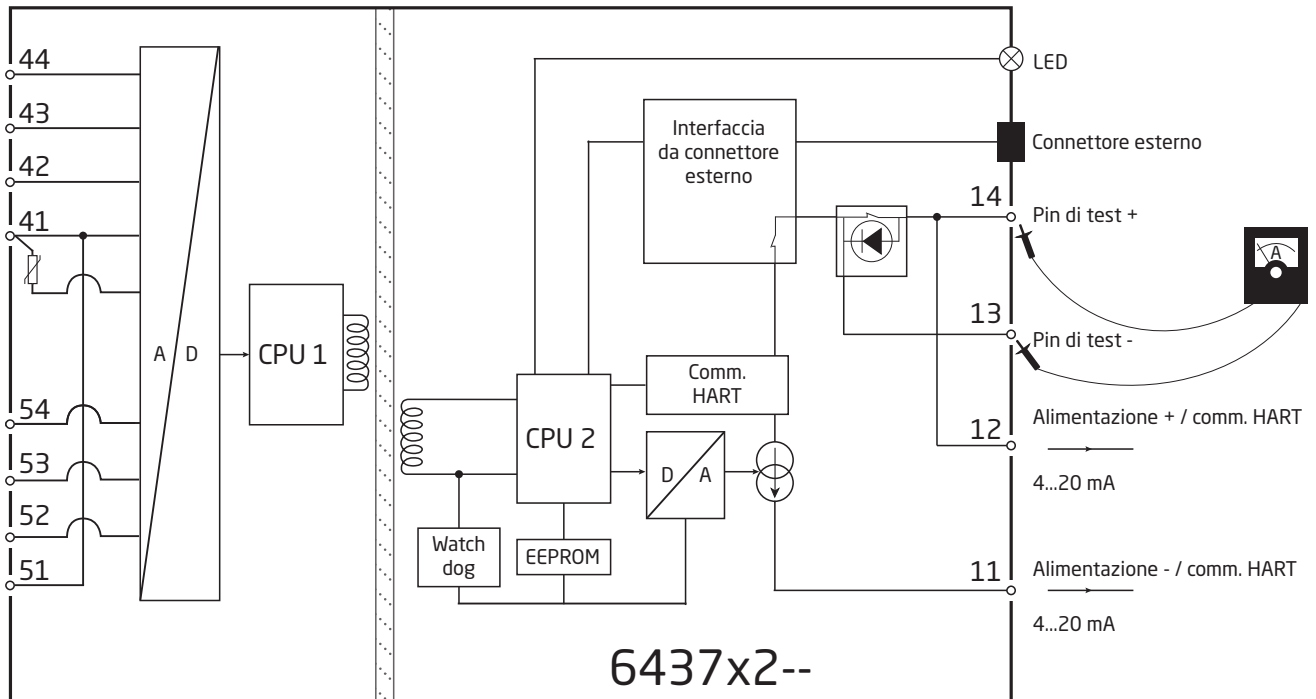 44
43
42
41
54
53
52
51
A
D
CPU 1
CPU 2
Watch
dog
EEPROM
Interfaccia
da connettore
esterno
Comm.
HART
D
A
LED
Connettore esterno
14
Pin di test +
A
13
Pin di test -
12
Alimentazione + / comm. HART
4...20 mA
11
Alimentazione - / comm. HART
4...20 mA
6437x2--